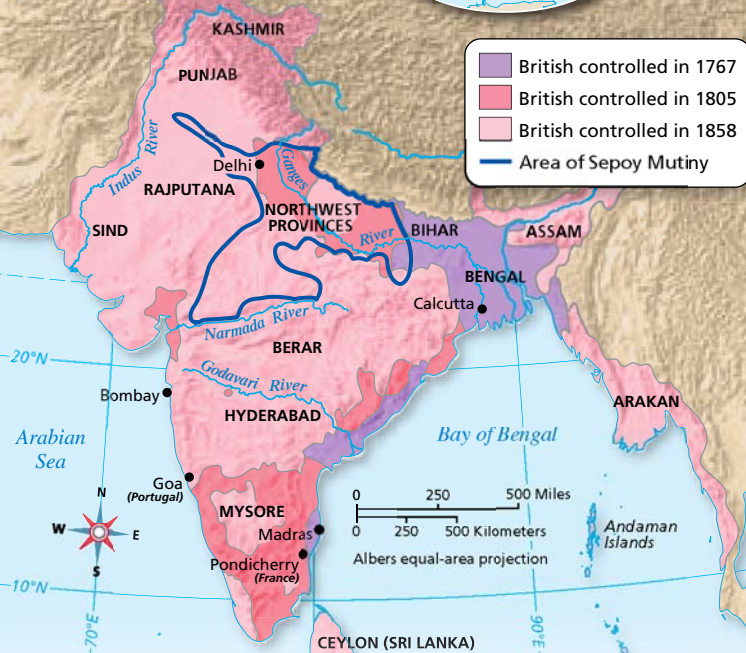 KASHMIR
PUNJAB
British controlled in 1767
British controlled in 1805
British controlled in 1858
Area of Sepoy Mutiny
Indus River
Delhi
Ganges
RAJPUTANA
NORTHWEST
PROVINCES
River
SIND
BIHAR
ASSAM
BENGAL
Calcutta
Narmada River
BERAR
20°N
Godavari River
Bombay
HYDERABAD
ARAKAN
Arabian
Sea
Bay of Bengal
Goa
(Portugal)
N
W
E
S
MYSORE
Madras
Pondicherry
(France)
0 250 500 Miles
0 250 500 Kilometers
Albers equal-area projection
Andaman
Islands
10°N
70°E
90°E
CEYLON (SRI LANKA)